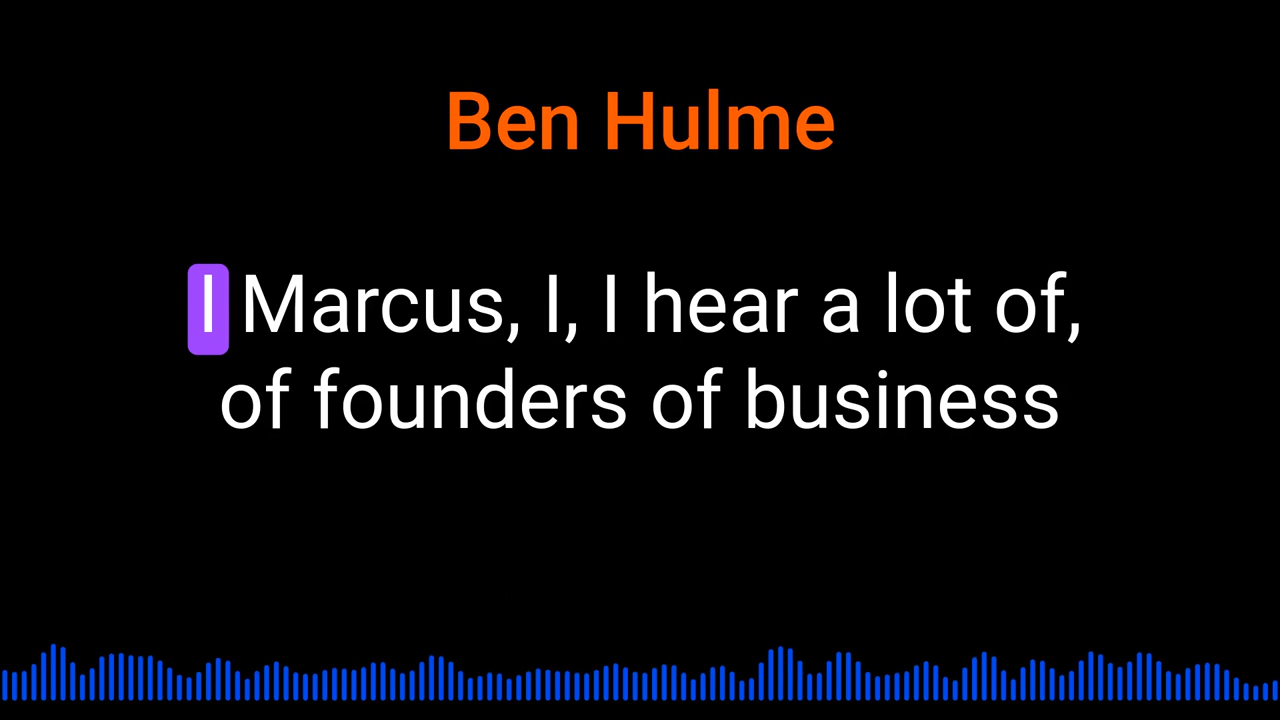 Ben Hulme
I Marcus, I, I hear a lot of,
of founders of business